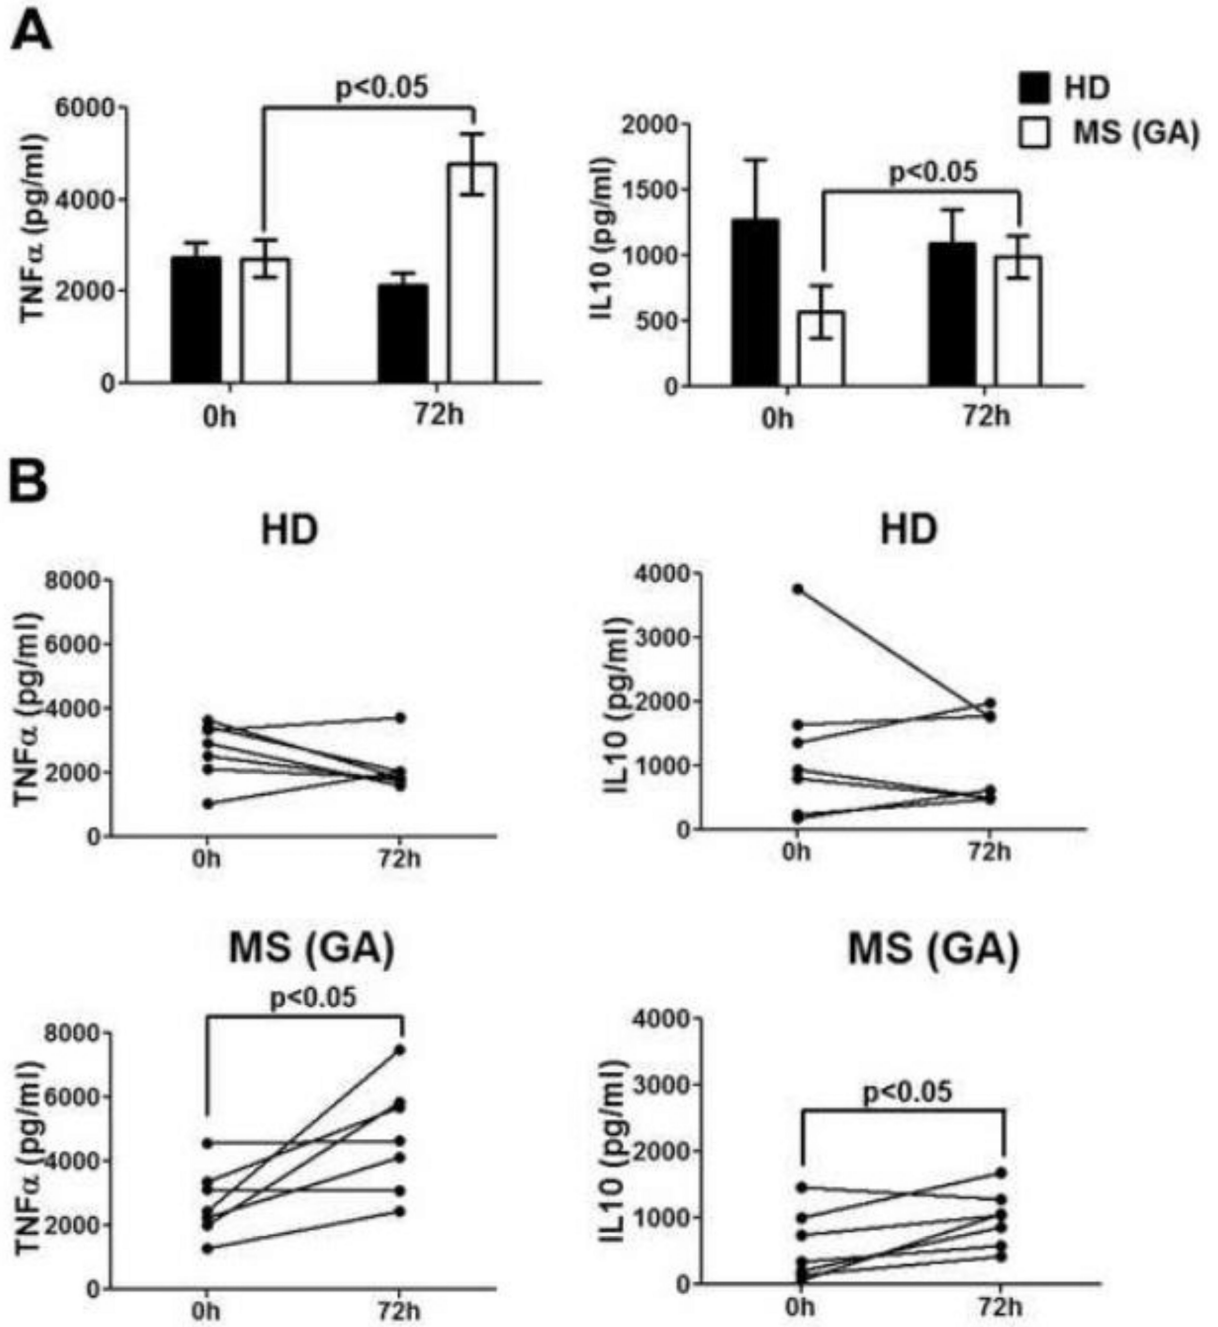 A
p<0.05
6000
4000
2000
0
TNFα (pg/ml)
0h
72h
HD
MS (GA)
p<0.05
2000
1500
1000
500
0
IL10 (pg/ml)
0h
72h
B
HD
8000
6000
4000
2000
0
TNFα (pg/ml)
0h
72h
HD
4000
3000
2000
1000
0
IL10 (pg/ml)
0h
72h
MS (GA)
p<0.05
8000
6000
4000
2000
0
TNFα (pg/ml)
0h
72h
MS (GA)
p<0.05
4000
3000
2000
1000
0
IL10 (pg/ml)
0h
72h